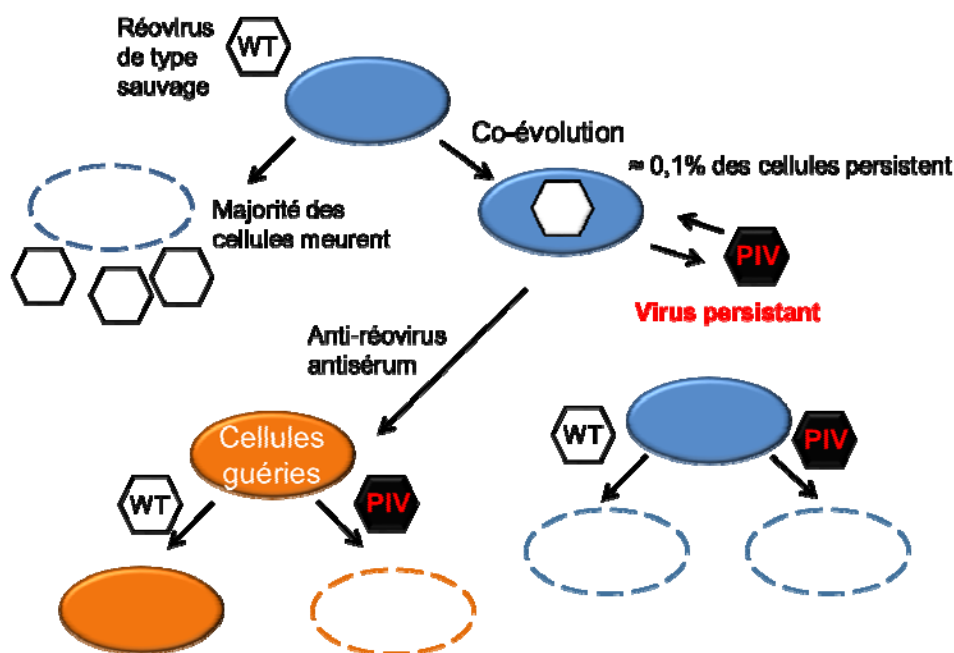 Réovirus
de type
sauvage
WT
Co-évolution
≈ 0,1% des cellules persistent
Majorité des
cellules meurent
PIV
Virus persistant
Anti-réovirus
antisérum
Cellules
guéries
WT
PIV
WT
PIV